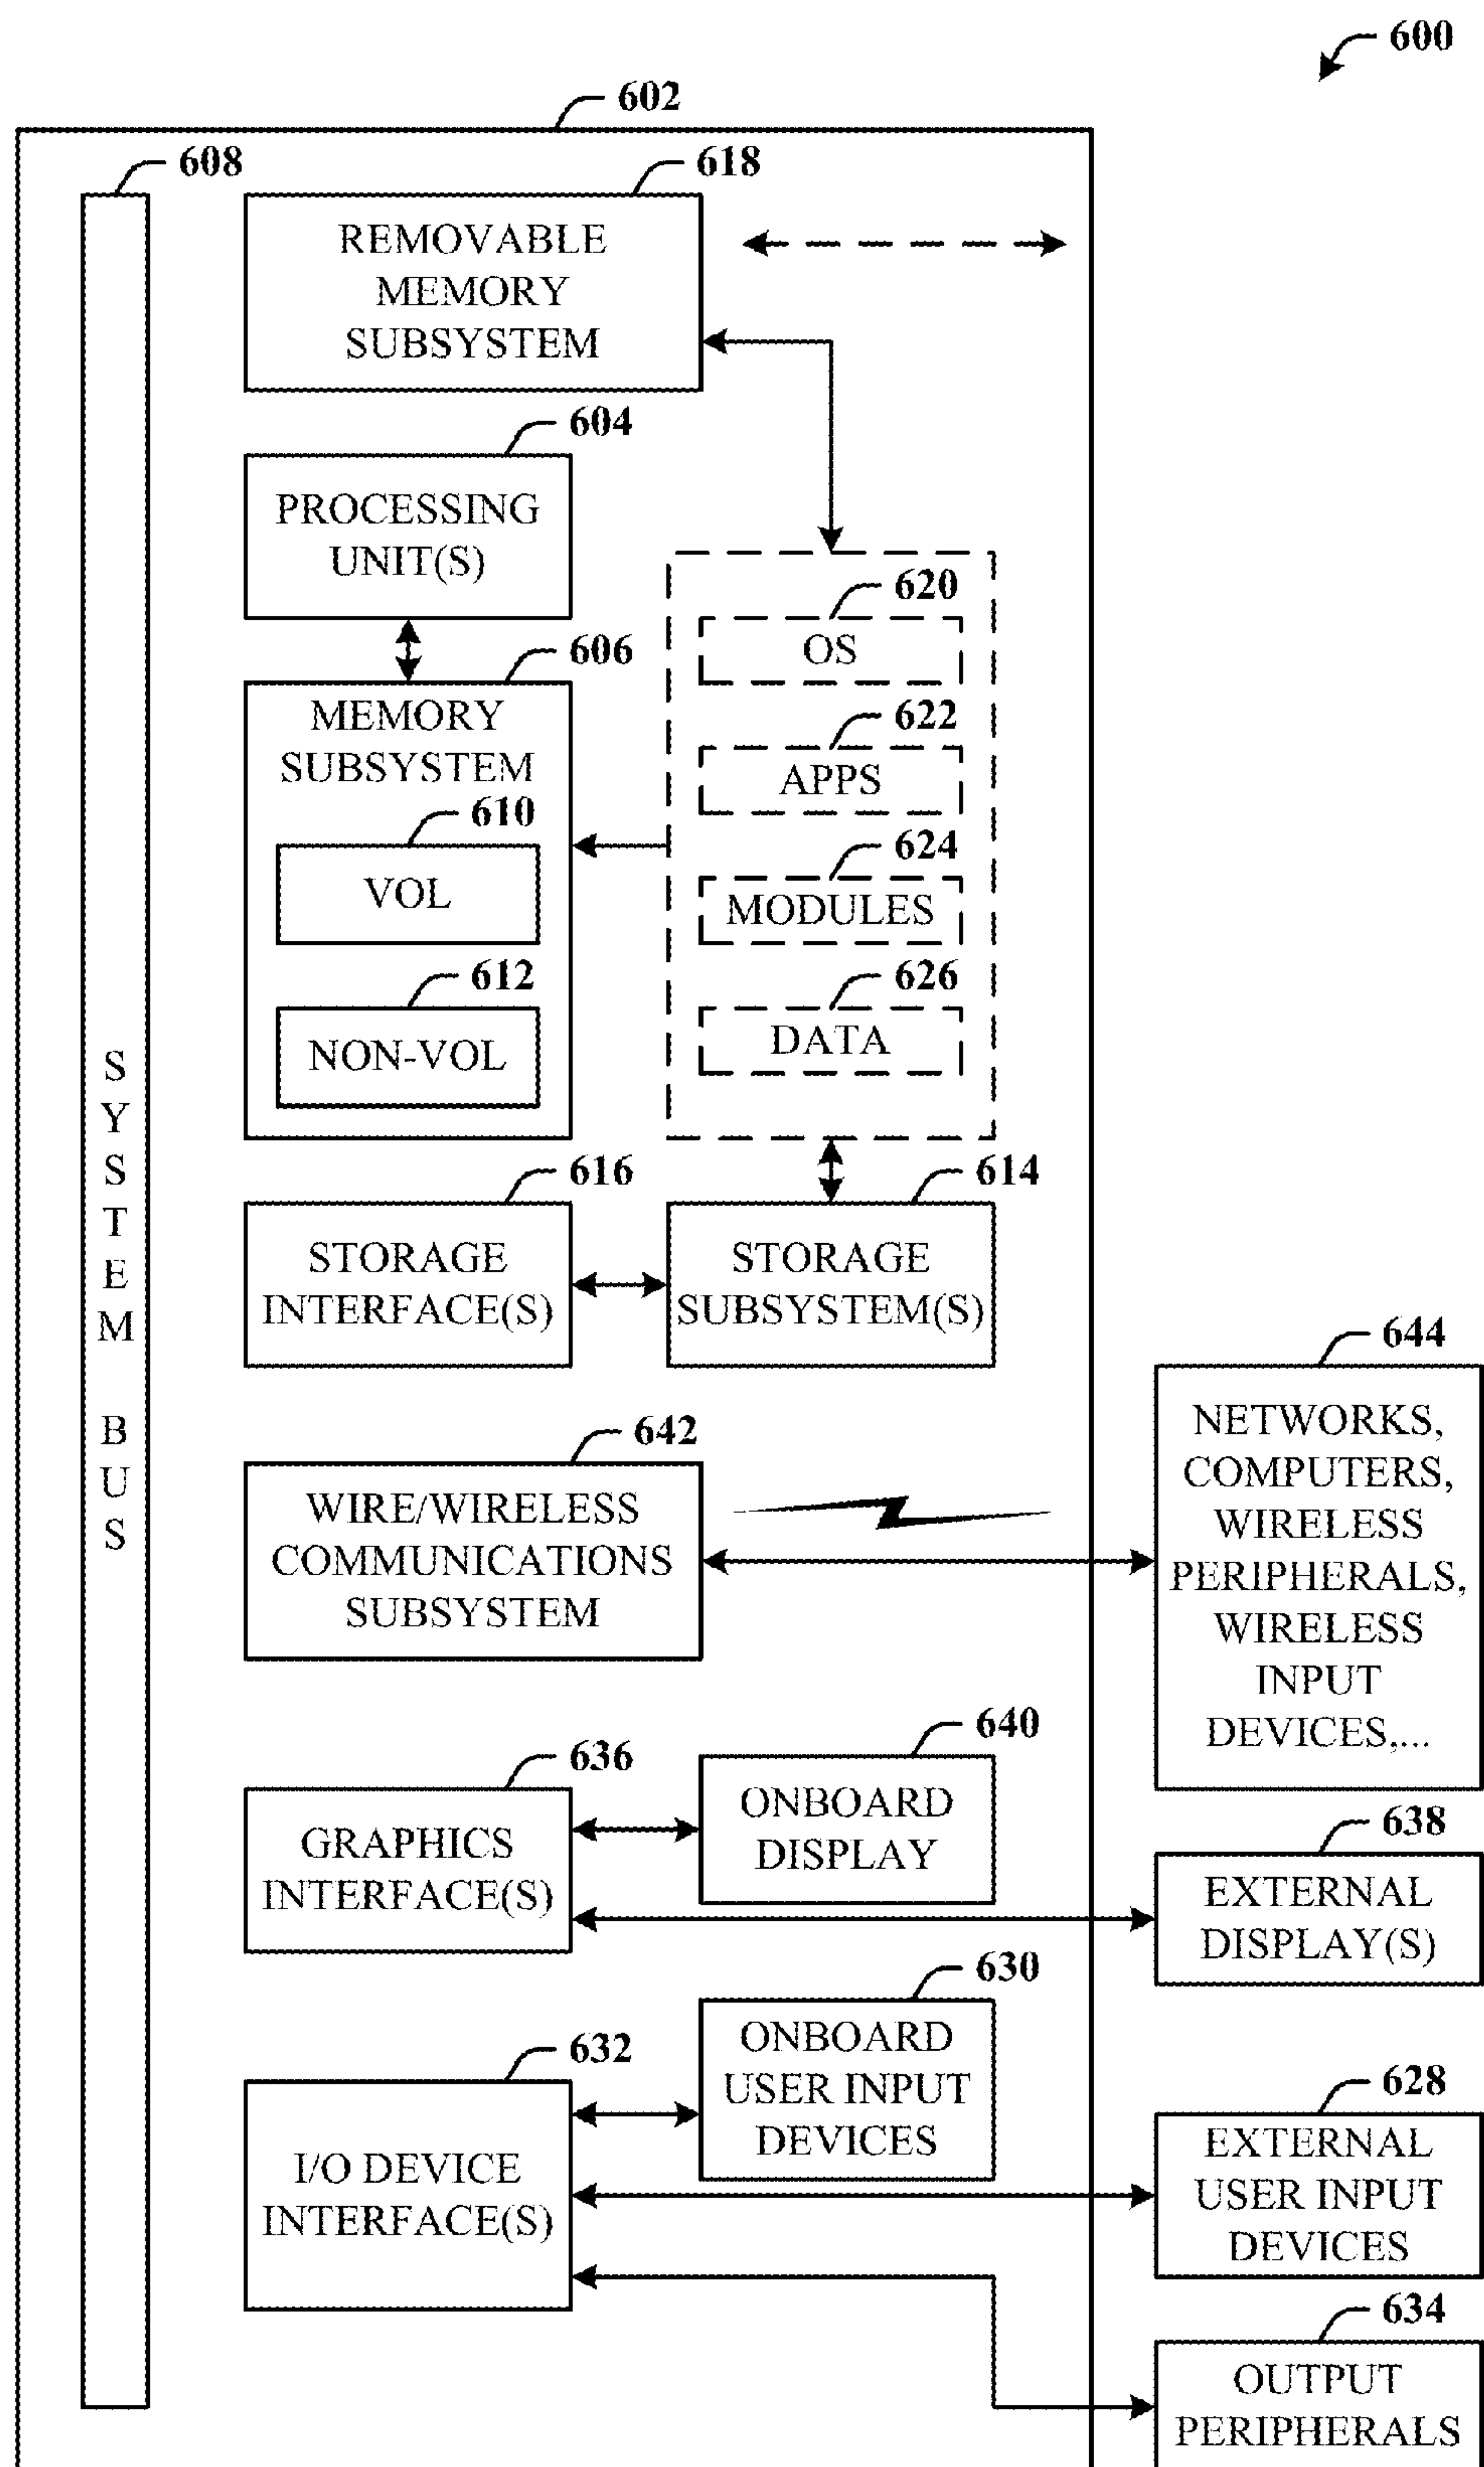 600
602
608
618
REMOVABLE
MEMORY
SUBSYSTEM
604
PROCESSING
UNIT(S)
620
OS
606
MEMORY
SUBSYSTEM
622
APPS
610
VOL
624
MODULES
612
NON-VOL
626
DATA
616
STORAGE
INTERFACE(S)
614
STORAGE
SUBSYSTEM(S)
SYSTEM BUS
644
NETWORKS,
COMPUTERS,
WIRELESS
PERIPHERALS,
WIRELESS
INPUT
DEVICES,...
642
WIRE/WIRELESS
COMMUNICATIONS
SUBSYSTEM
640
ONBOARD
DISPLAY
636
GRAPHICS
INTERFACE(S)
638
EXTERNAL
DISPLAY(S)
630
ONBOARD
USER INPUT
DEVICES
632
I/O DEVICE
INTERFACE(S)
628
EXTERNAL
USER INPUT
DEVICES
634
OUTPUT
PERIPHERALS